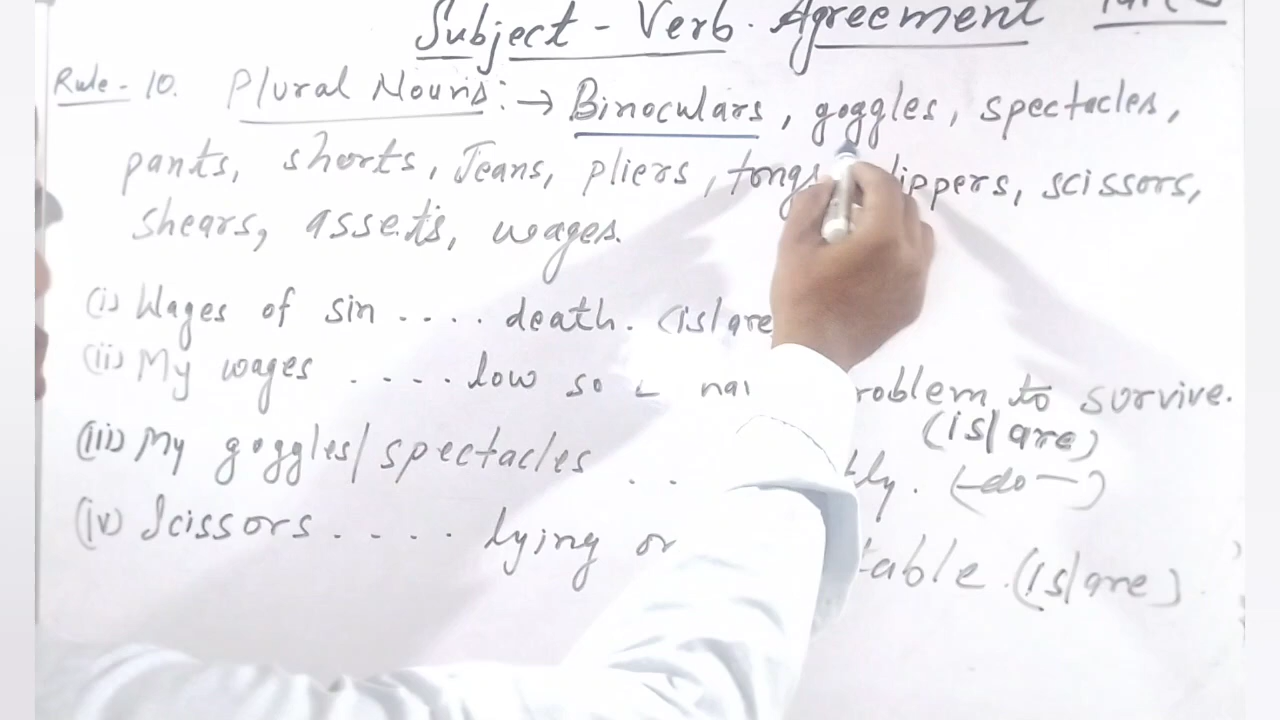 Subject - Verb. Agreement
Rule - 10. Plural Nouns :→ Binoculars, goggles, spectacles,
pants, shorts, Jeans, pliers, tongs, scissors,
shears, assets, wages.
(i) Wages of sin .... death. (is/are
(ii) My wages .... low so to survive.
(is/are)
(iii) My goggles/spectacles .. (-do-)
(iv) Scissors .... lying table. (is/are)